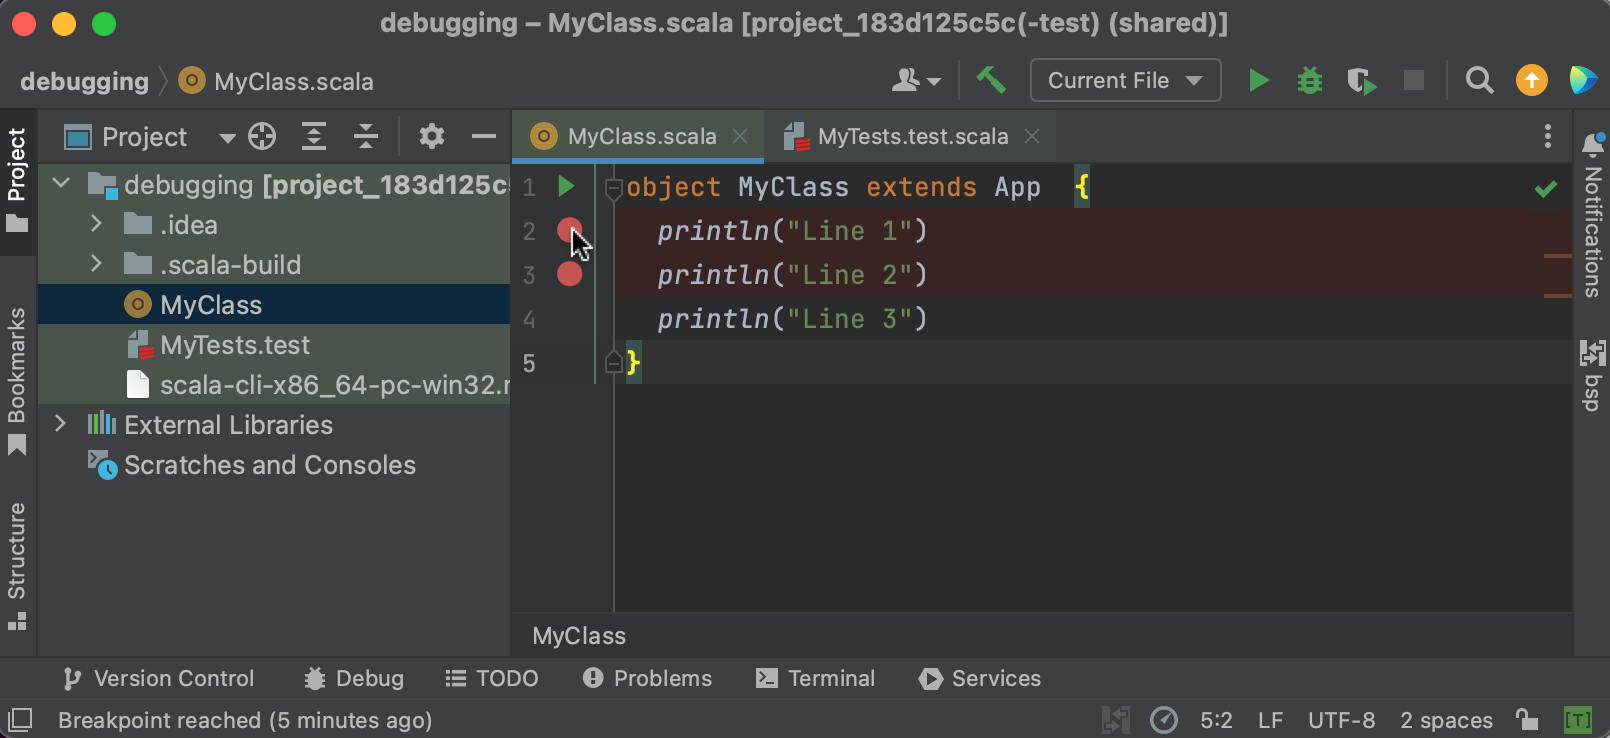 debugging – MyClass.scala [project_183d125c5c(-test) (shared)]
debugging MyClass.scala
Current File
Project
Project
MyClass.scala
MyTests.test.scala
debugging [project_183d125c
.idea
.scala-build
MyClass
MyTests.test
scala-cli-x86_64-pc-win32.
External Libraries
Scratches and Consoles
Bookmarks
Structure
1 object MyClass extends App {
2 println("Line 1")
3 println("Line 2")
4 println("Line 3")
5 }
MyClass
Notifications
bsp
Version Control Debug TODO Problems Terminal Services
Breakpoint reached (5 minutes ago)
5:2 LF UTF-8 2 spaces [T]